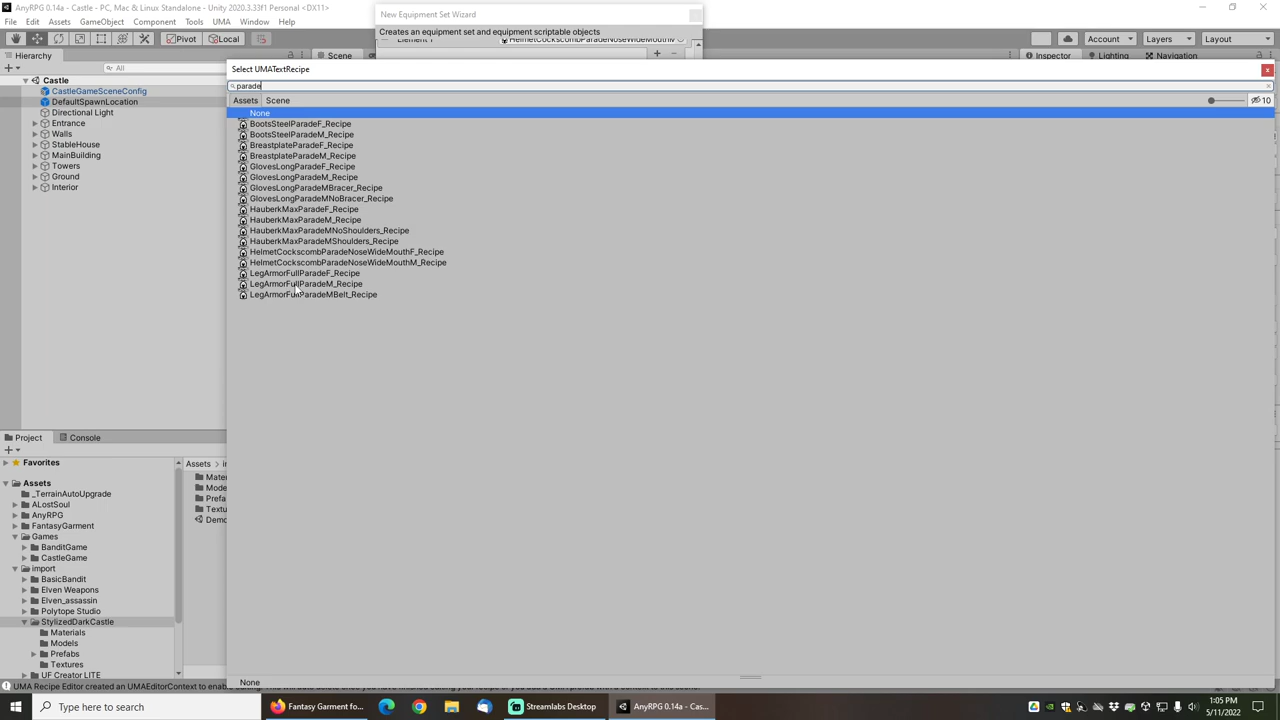 AnyRPG 0.14a - Castle - PC, Mac & Linux Standalone - Unity 2020.3.33f1 Personal <DX11>
New Equipment Set Wizard
File Edit Assets GameObject Component Tools UMA Window Help
Creates an equipment set and equipment scriptable objects
Pivot Local Account Layers Layout
Hierarchy Scene Inspector Lighting Navigation
All
Select UMATextRecipe
parade
Assets Scene 10
Castle
CastleGameSceneConfig
DefaultSpawnLocation
Directional Light
Entrance
Walls
StableHouse
MainBuilding
Towers
Ground
Interior
None
BootsSteelParadeF_Recipe
BootsSteelParadeM_Recipe
BreastplateParadeF_Recipe
BreastplateParadeM_Recipe
GlovesLongParadeF_Recipe
GlovesLongParadeM_Recipe
GlovesLongParadeMBracer_Recipe
GlovesLongParadeMNoBracer_Recipe
HauberkMaxParadeF_Recipe
HauberkMaxParadeM_Recipe
HauberkMaxParadeMNoShoulders_Recipe
HauberkMaxParadeMShoulders_Recipe
HelmetCockscombParadeNoseWideMouthF_Recipe
HelmetCockscombParadeNoseWideMouthM_Recipe
LegArmorFullParadeF_Recipe
LegArmorFullParadeM_Recipe
LegArmorFullParadeMBelt_Recipe
Project Console
Favorites
Assets
_TerrainAutoUpgrade
ALostSoul
AnyRPG
FantasyGarment
Games
BanditGame
CastleGame
import
BasicBandit
Elven Weapons
Elven_assassin
Polytope Studio
StylizedDarkCastle
Materials
Models
Prefabs
Textures
UF Creator LITE
Assets >
None
Type here to search
Fantasy Garment fo...
Streamlabs Desktop
AnyRPG 0.14a - Cas...
1:05 PM
5/11/2022